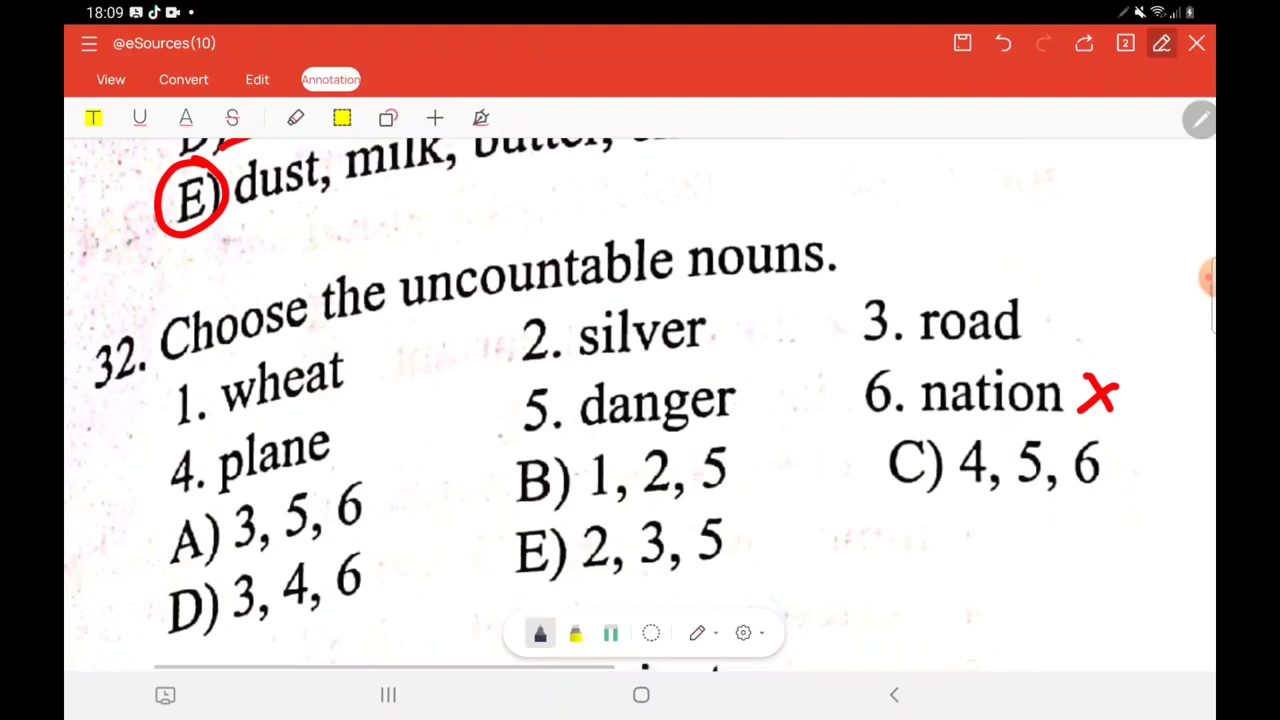 18:09
@eSources(10)
2
View Convert Edit Annotation
T U A S
E) dust, milk, butter,
32. Choose the uncountable nouns.
1. wheat 2. silver 3. road
4. plane 5. danger 6. nation X
A) 3, 5, 6 B) 1, 2, 5 C) 4, 5, 6
D) 3, 4, 6 E) 2, 3, 5